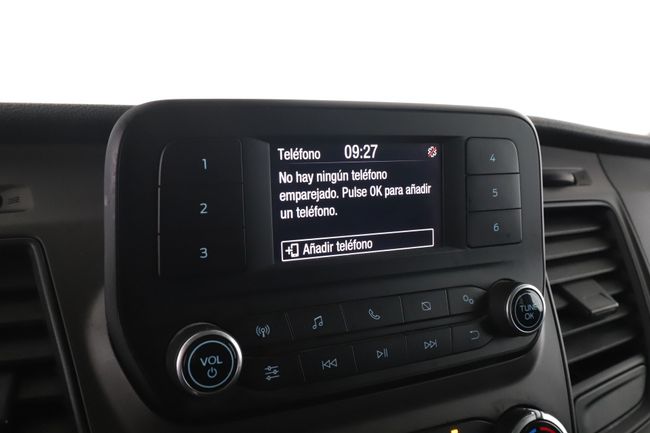 Teléfono 09:27
No hay ningún teléfono
emparejado. Pulse OK para añadir
un teléfono.
Añadir teléfono
1
2
3
4
5
6
VOL
TUNE
OK